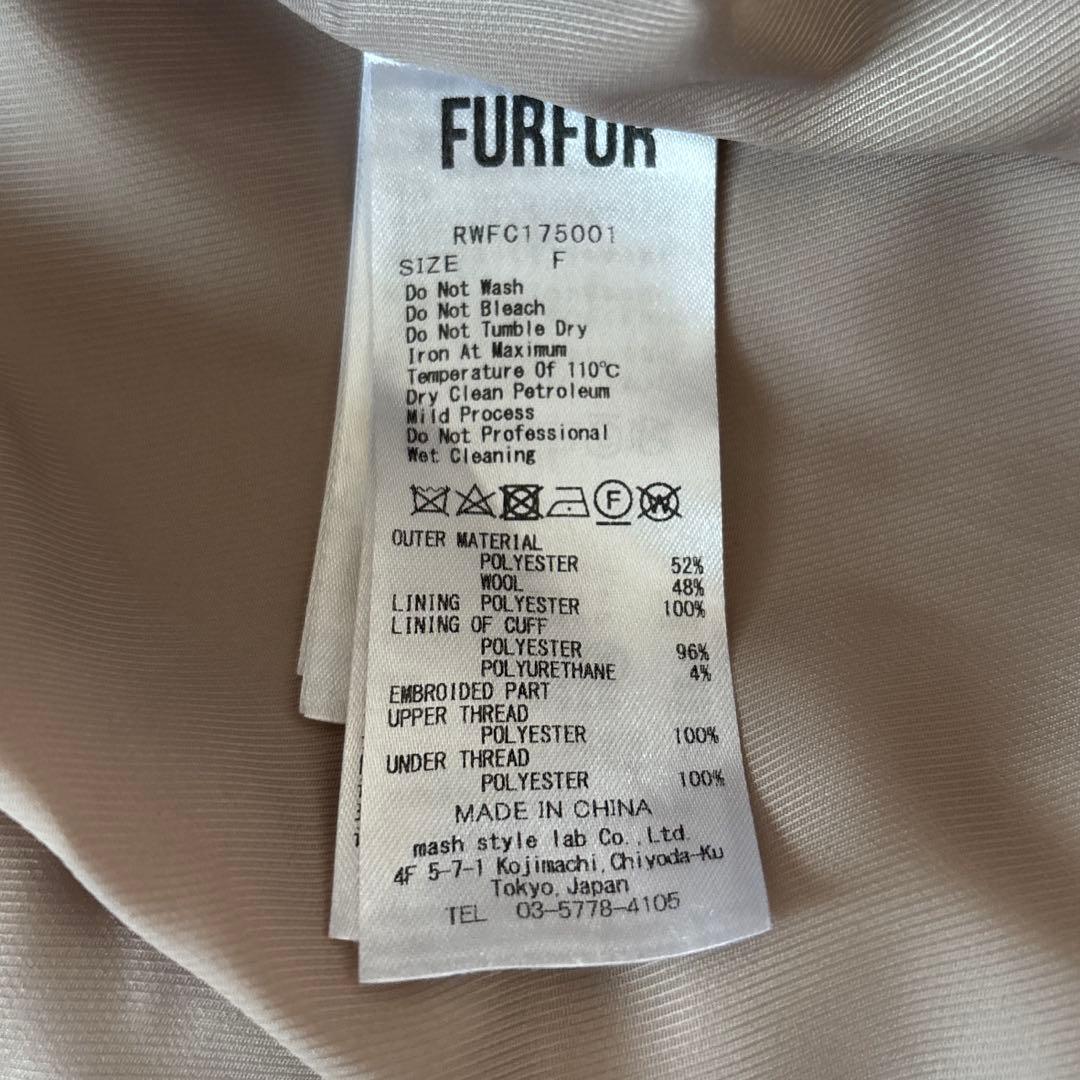 FURFUR
RWFC175001
SIZE F
Do Not Wash
Do Not Bleach
Do Not Tumble Dry
Iron At Maximum
Temperature Of 110℃
Dry Clean Petroleum
Mild Process
Do Not Professional
Wet Cleaning
F W
OUTER MATERIAL
POLYESTER 52%
WOOL 48%
LINING POLYESTER 100%
LINING OF CUFF
POLYESTER 96%
POLYURETHANE 4%
EMBROIDED PART
UPPER THREAD
POLYESTER 100%
UNDER THREAD
POLYESTER 100%
MADE IN CHINA
mash style lab Co.,Ltd.
4F 5-7-1 Kojimachi,Chiyoda-Ku
Tokyo,Japan
TEL 03-5778-4105